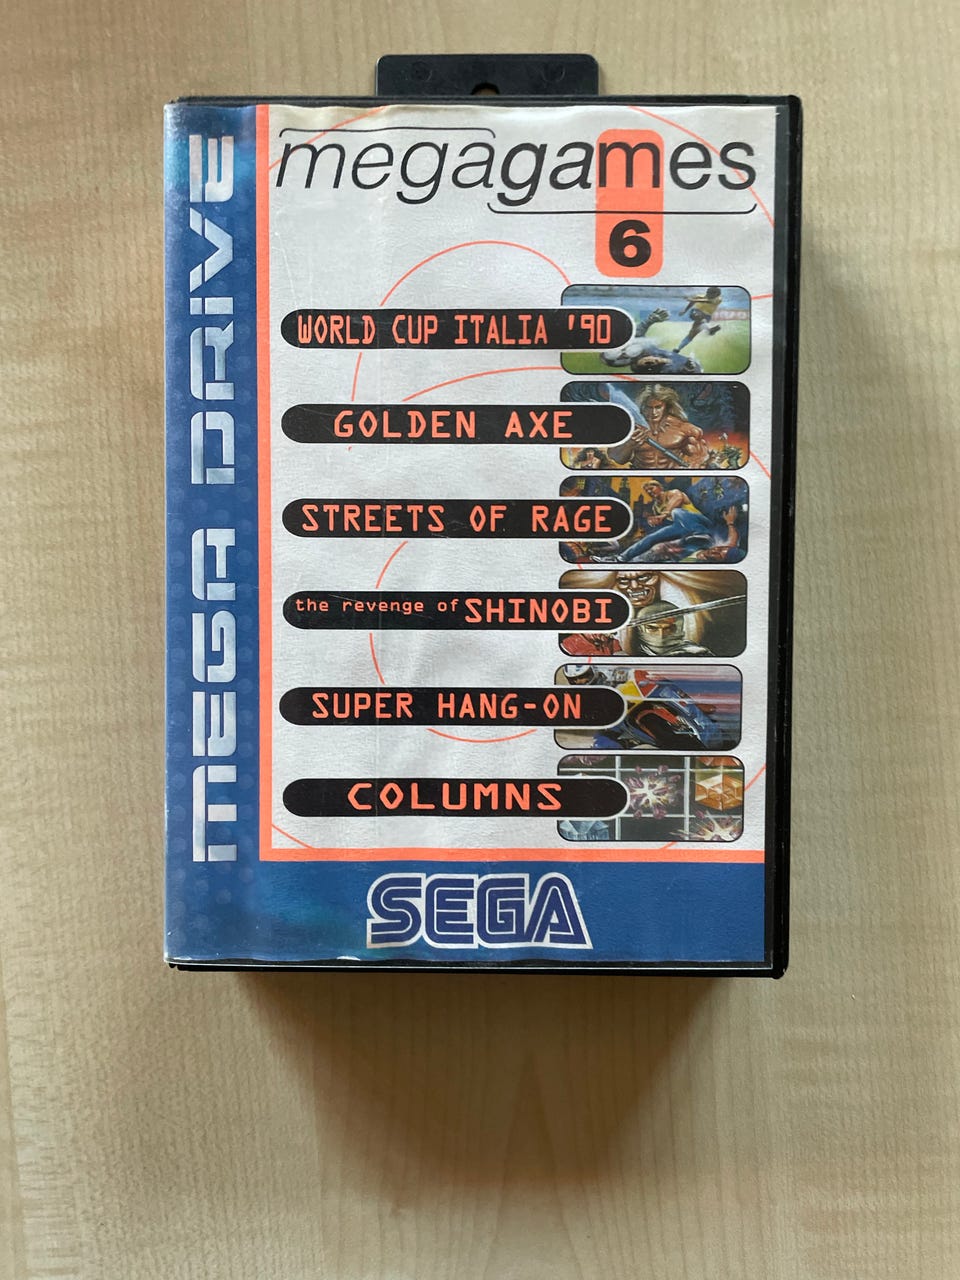 MEGA DRIVE
megagames
6
WORLD CUP ITALIA '90
GOLDEN AXE
STREETS OF RAGE
the revenge of SHINOBI
SUPER HANG-ON
COLUMNS
SEGA